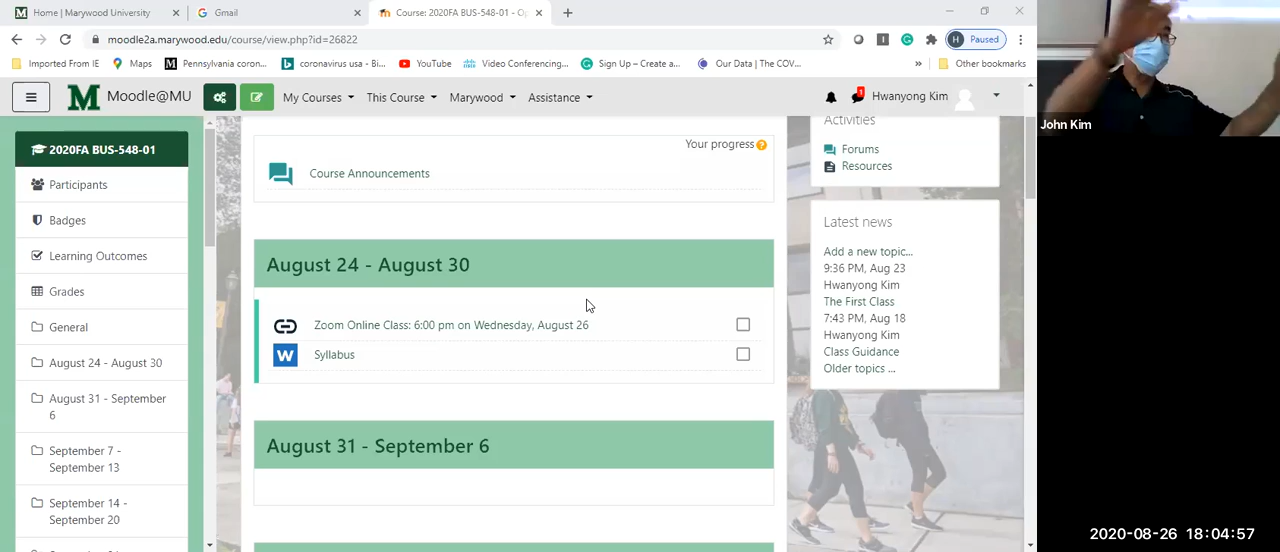 Home | Marywood University
Gmail
Course: 2020FA BUS-548-01 - Op
moodle2a.marywood.edu/course/view.php?id=26822
H
Paused
Imported From IE
Maps
Pennsylvania coron...
coronavirusinusa - Bi...
YouTube
Video Conferencing...
Sign Up – Create a...
Our Data | The COV...
»
Other bookmarks
M
Moodle@MU
My Courses
This Course
Marywood
Assistance
1
Hwanyong Kim
John Kim
2020FA BUS-548-01
Participants
Badges
Learning Outcomes
Grades
General
August 24 - August 30
August 31 - September
6
September 7 -
September 13
September 14 -
September 20
Your progress
Course Announcements
August 24 - August 30
Zoom Online Class: 6:00 pm on Wednesday, August 26
W
Syllabus
August 31 - September 6
Activities
Forums
Resources
Latest news
Add a new topic...
9:36 PM, Aug 23
Hwanyong Kim
The First Class
7:43 PM, Aug 18
Hwanyong Kim
Class Guidance
Older topics ...
2020-08-26 18:04:57